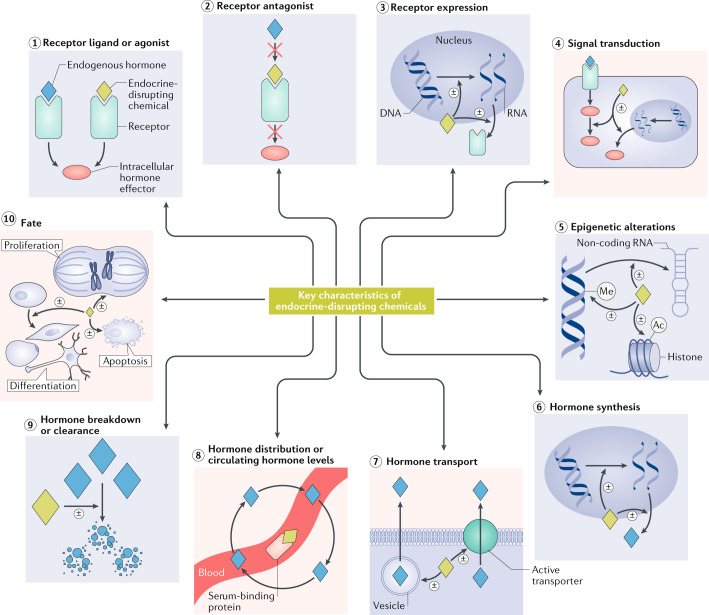 ① Receptor ligand or agonist
Endogenous hormone
Endocrine-
disrupting
chemical
Receptor
Intracellular
hormone
effector
② Receptor antagonist
③ Receptor expression
Nucleus
DNA
RNA
±
±
④ Signal transduction
±
±
⑤ Epigenetic alterations
Non-coding RNA
±
Me
±
±
Ac
Histone
⑥ Hormone synthesis
±
±
⑦ Hormone transport
±
±
Vesicle
Active
transporter
⑧ Hormone distribution or
circulating hormone levels
Blood
Serum-binding
protein
⑨ Hormone breakdown
or clearance
±
⑩ Fate
Proliferation
±
±
±
Apoptosis
Differentiation
Key characteristics of
endocrine-disrupting chemicals